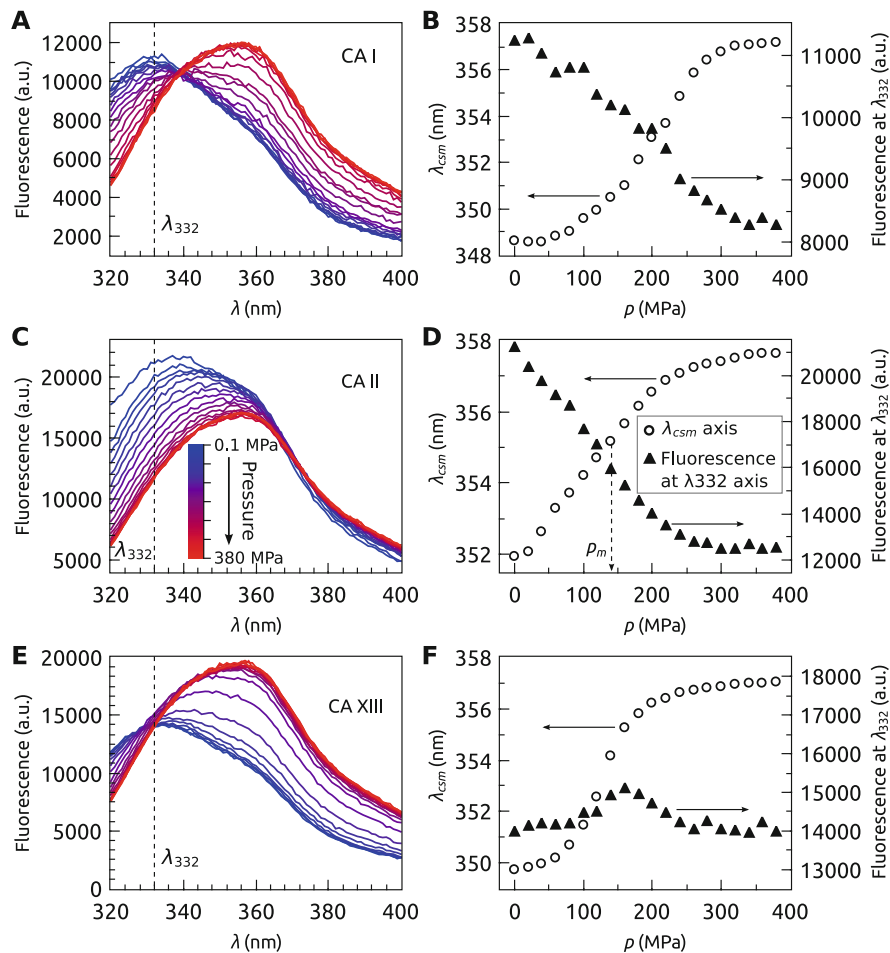 A
CA I
12000
10000
8000
6000
4000
2000
Fluorescence (a.u.)
λ332
320 340 360 380 400
λ (nm)
B
358
356
354
352
350
348
λcsm (nm)
11000
10000
9000
8000
Fluorescence at λ332 (a.u.)
0 100 200 300 400
p (MPa)
C
CA II
20000
15000
10000
5000
Fluorescence (a.u.)
0.1 MPa
Pressure
380 MPa
λ332
320 340 360 380 400
λ (nm)
D
358
356
354
352
λcsm (nm)
λcsm axis
Fluorescence
at λ332 axis
pm
20000
18000
16000
14000
12000
Fluorescence at λ332 (a.u.)
0 100 200 300 400
p (MPa)
E
CA XIII
20000
15000
10000
5000
0
Fluorescence (a.u.)
λ332
320 340 360 380 400
λ (nm)
F
358
356
354
352
350
λcsm (nm)
18000
17000
16000
15000
14000
13000
Fluorescence at λ332 (a.u.)
0 100 200 300 400
p (MPa)